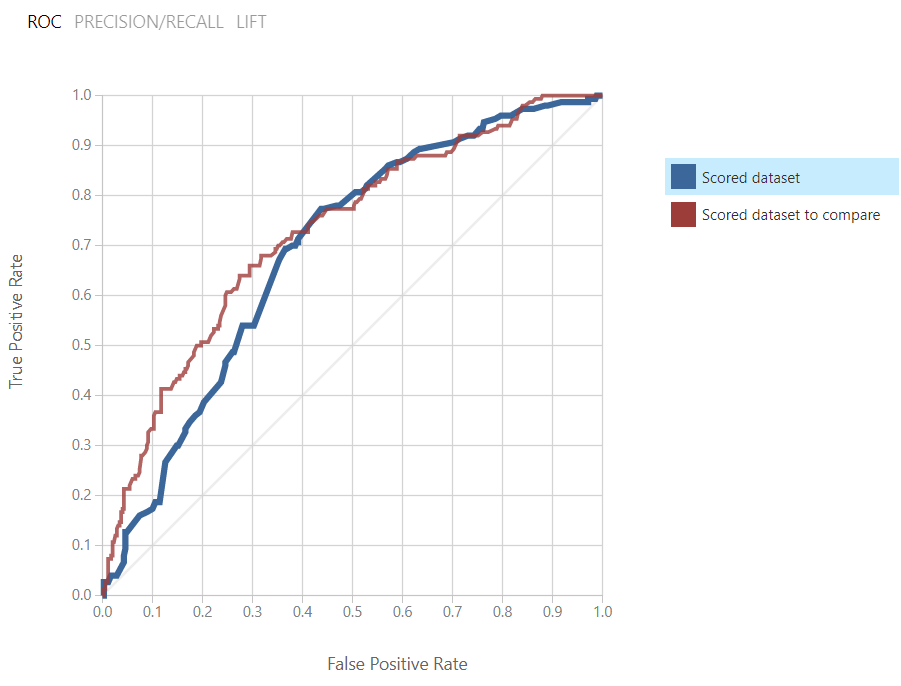 ROC PRECISION/RECALL LIFT
1.0
0.9
0.8
0.7
0.6
0.5
0.4
0.3
0.2
0.1
0.0
True Positive Rate
0.0 0.1 0.2 0.3 0.4 0.5 0.6 0.7 0.8 0.9 1.0
False Positive Rate
Scored dataset
Scored dataset to compare